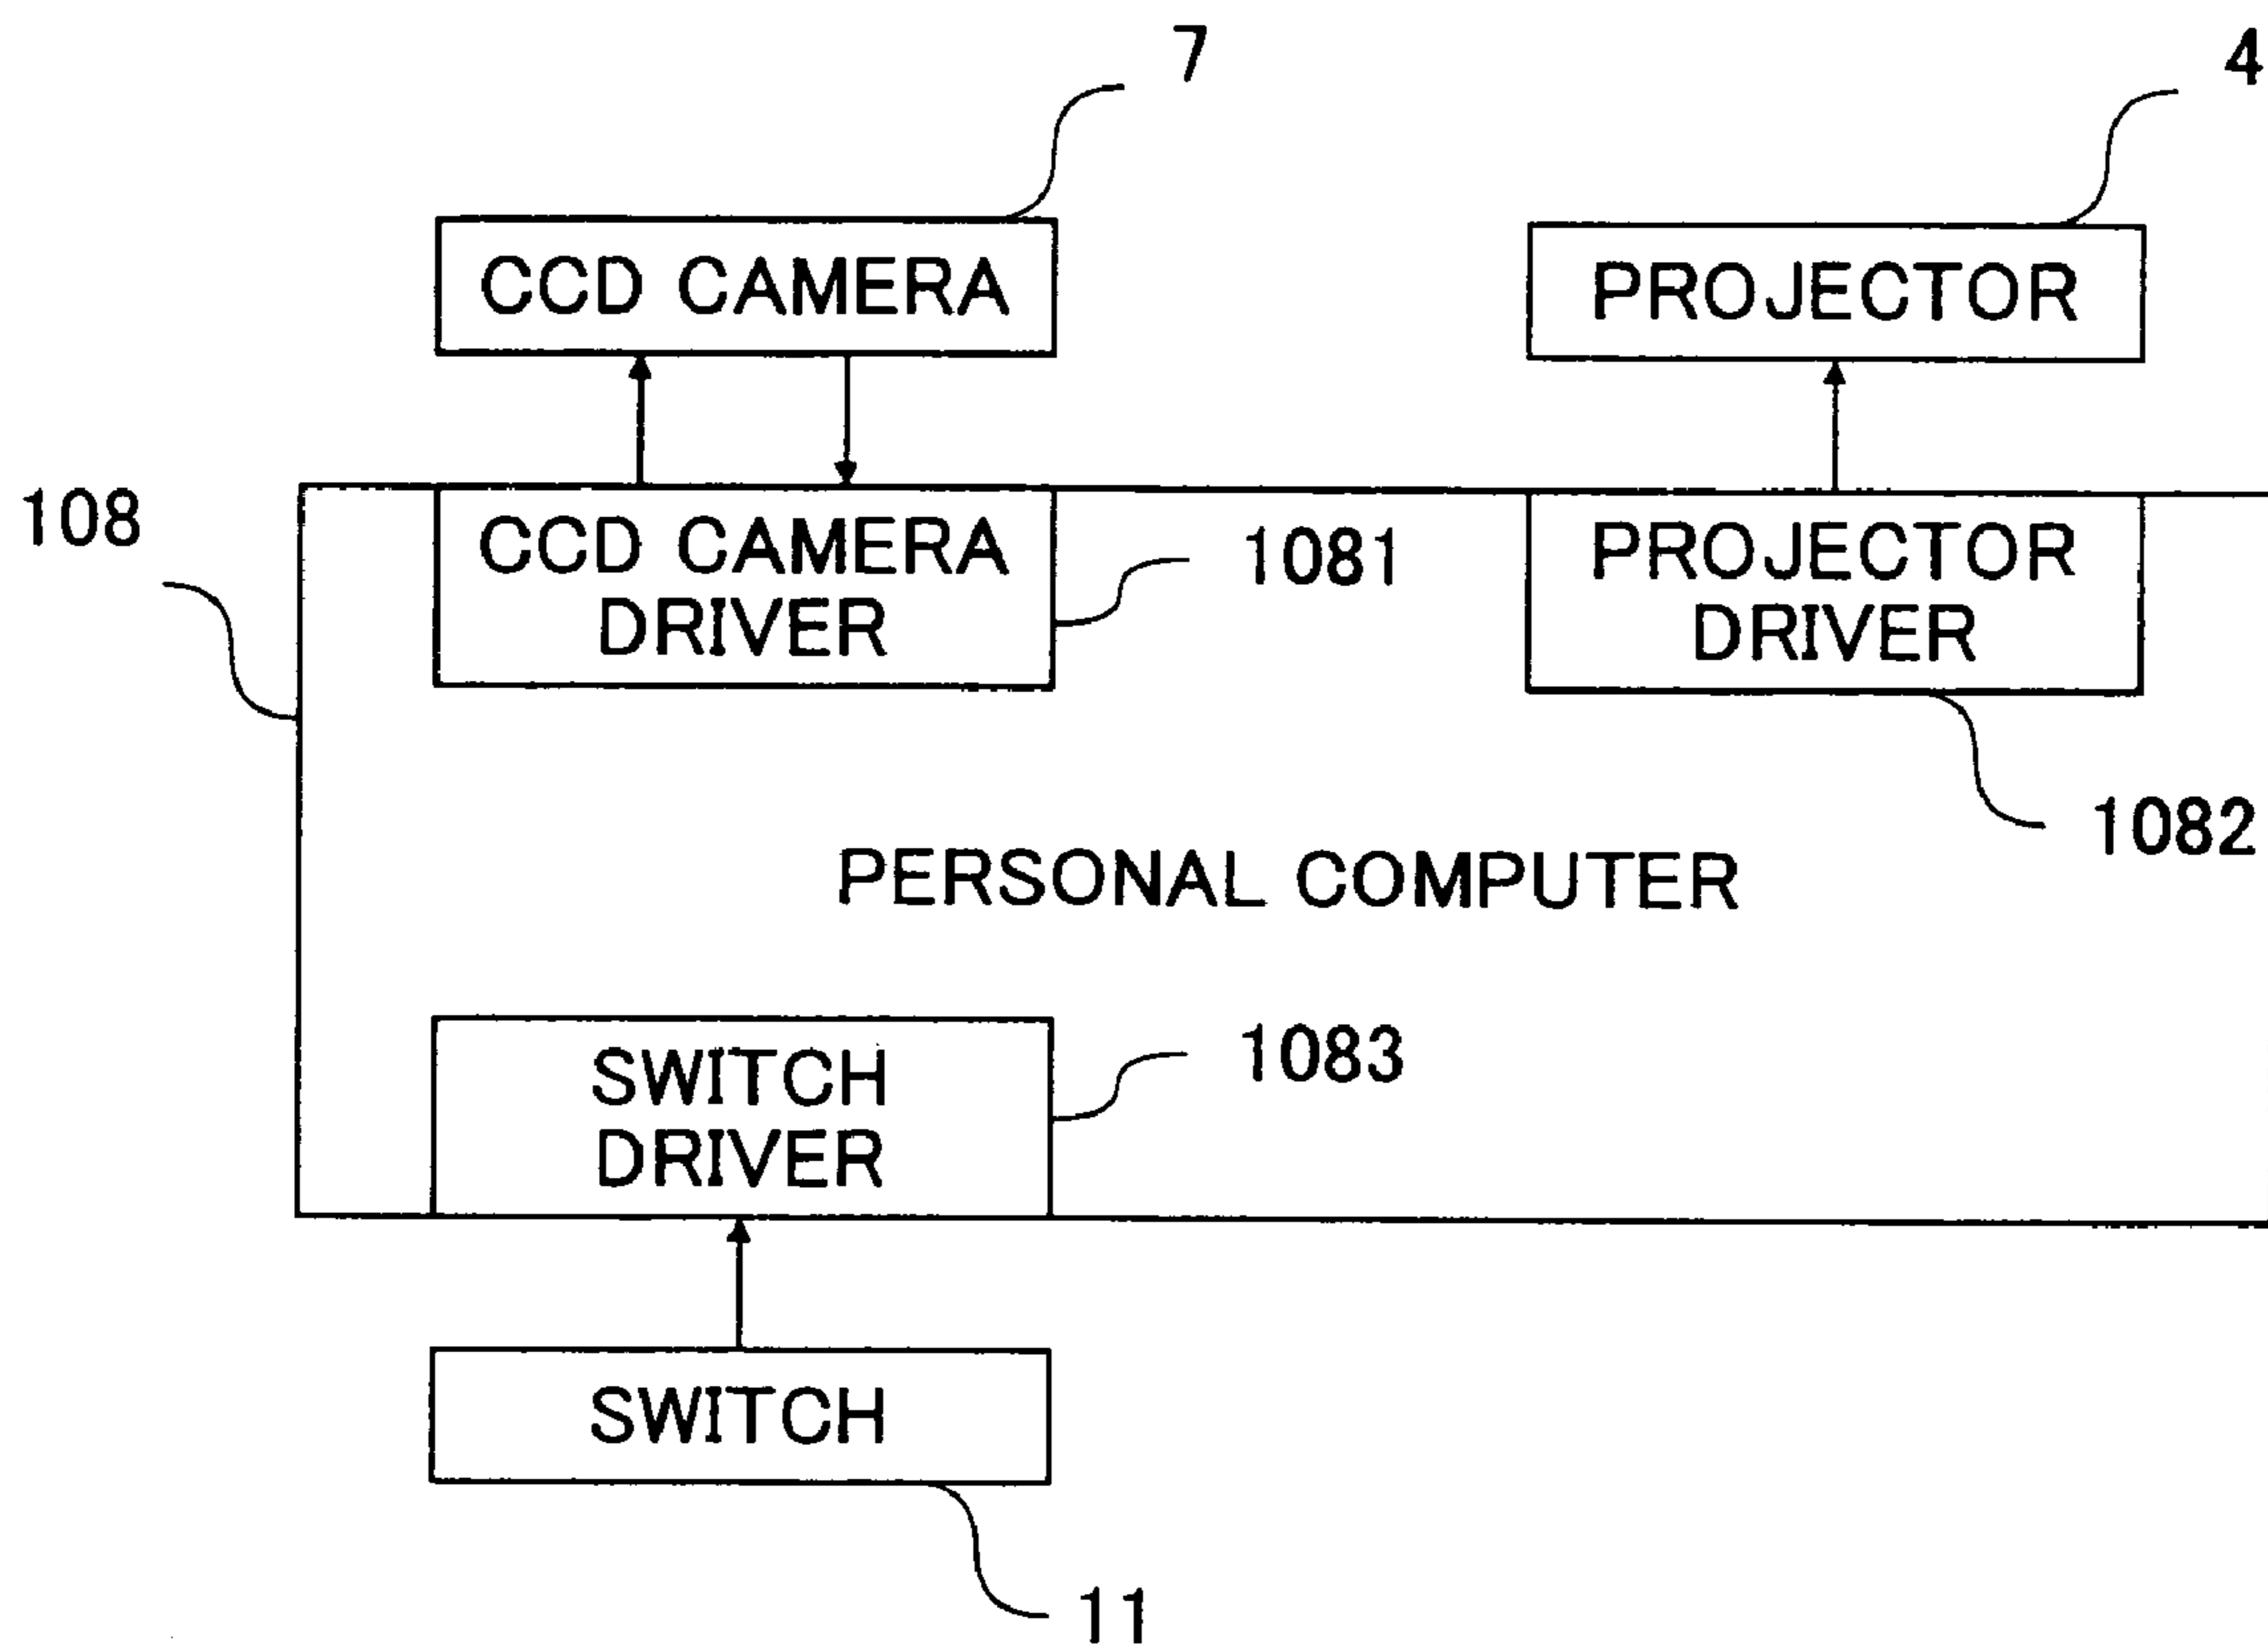 7
4
CCD CAMERA
PROJECTOR
108
CCD CAMERA
DRIVER
1081
PROJECTOR
DRIVER
1082
PERSONAL COMPUTER
SWITCH
DRIVER
1083
SWITCH
11